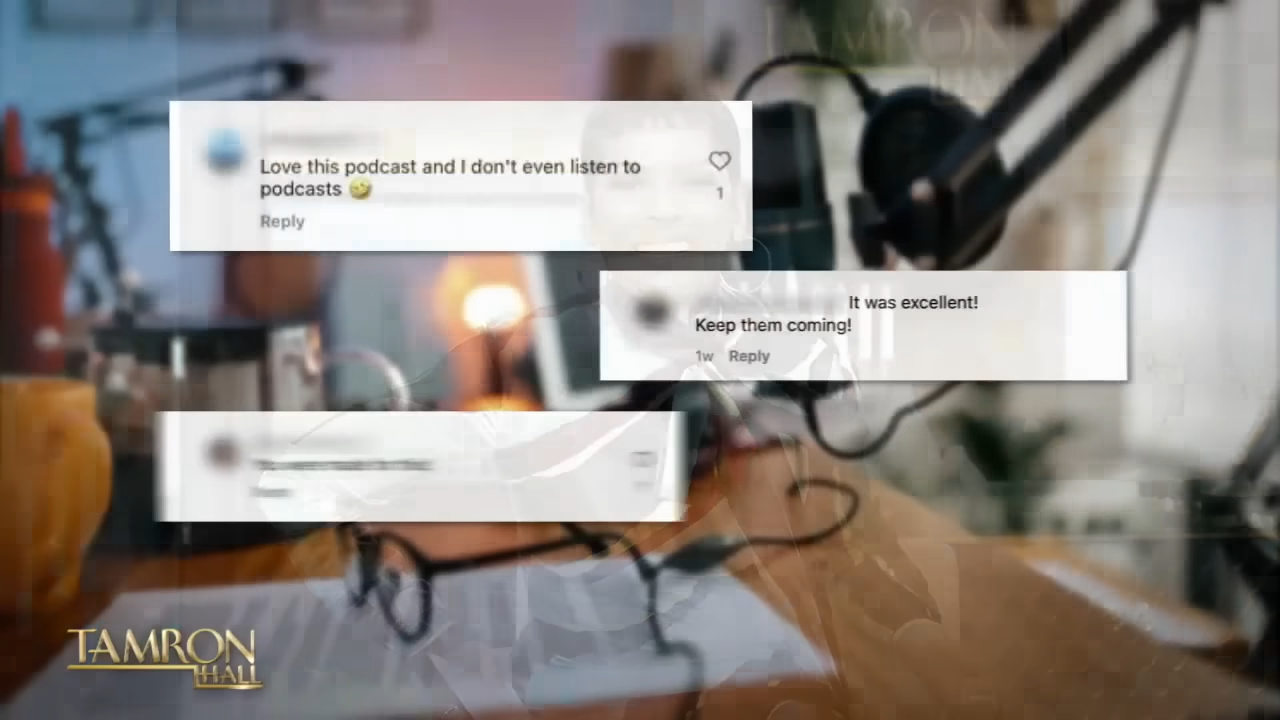 TAMRON
Love this podcast and I don't even listen to
podcasts 🤣
1
Reply
It was excellent!
Keep them coming!
1w Reply
TAMRON
HALL